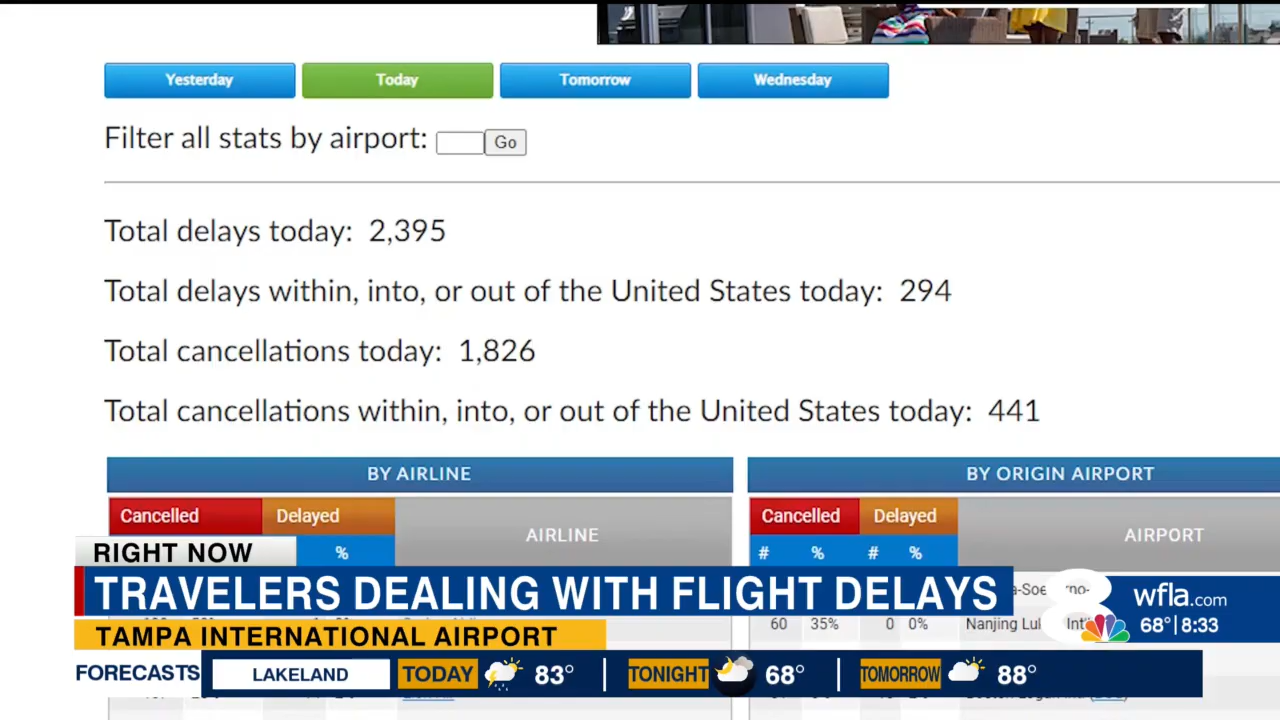 Yesterday Today Tomorrow Wednesday
Filter all stats by airport: Go
Total delays today: 2,395
Total delays within, into, or out of the United States today: 294
Total cancellations today: 1,826
Total cancellations within, into, or out of the United States today: 441
BY AIRLINE BY ORIGIN AIRPORT
Cancelled Delayed AIRLINE Cancelled Delayed AIRPORT
% # % # %
RIGHT NOW
TRAVELERS DEALING WITH FLIGHT DELAYS
60 35% 0 0% Nanjing
TAMPA INTERNATIONAL AIRPORT
8 wfla.com
68° | 8:33
FORECASTS LAKELAND TODAY 83° TONIGHT 68° TOMORROW 88°